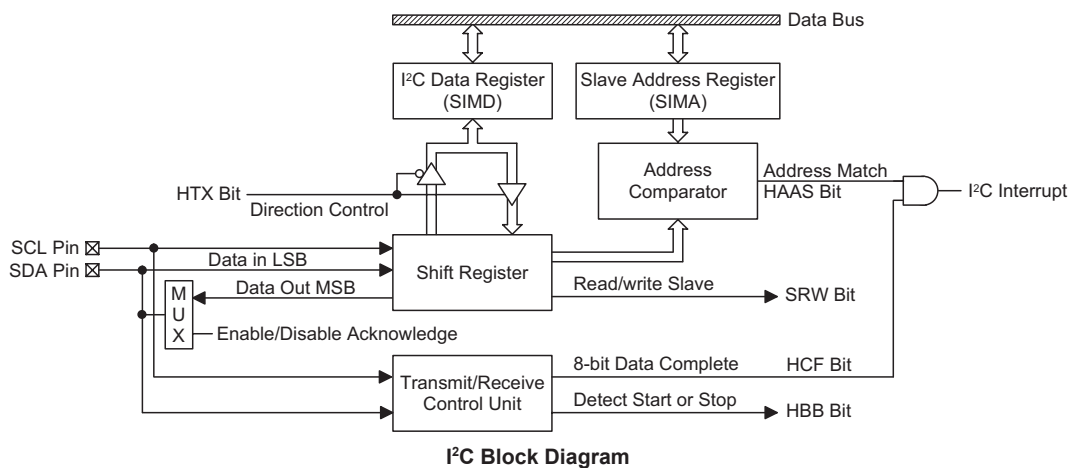 Data Bus
I²C Data Register
(SIMD)
Slave Address Register
(SIMA)
Address
Comparator
Address Match
HAAS Bit
I²C Interrupt
HTX Bit
Direction Control
SCL Pin
SDA Pin
Data in LSB
Shift Register
Data Out MSB
M
U
X
Enable/Disable Acknowledge
Read/write Slave
SRW Bit
Transmit/Receive
Control Unit
8-bit Data Complete
HCF Bit
Detect Start or Stop
HBB Bit
I²C Block Diagram